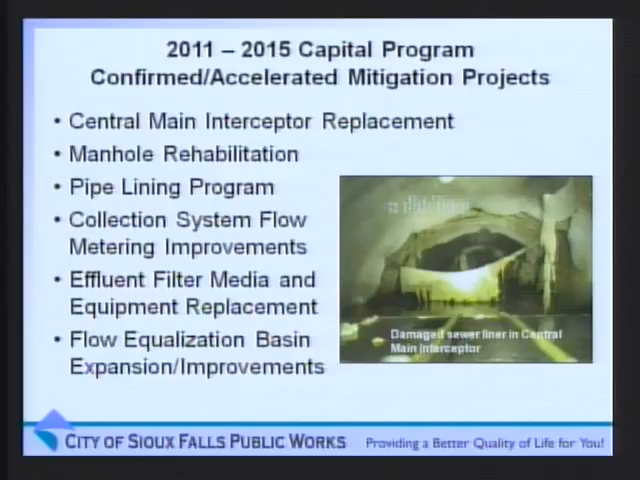 2011 – 2015 Capital Program
Confirmed/Accelerated Mitigation Projects
• Central Main Interceptor Replacement
• Manhole Rehabilitation
• Pipe Lining Program
• Collection System Flow
Metering Improvements
• Effluent Filter Media and
Equipment Replacement
• Flow Equalization Basin
Expansion/Improvements
Damaged sewer liner in Central
Main Interceptor
CITY OF SIOUX FALLS PUBLIC WORKS Providing a Better Quality of Life for You!